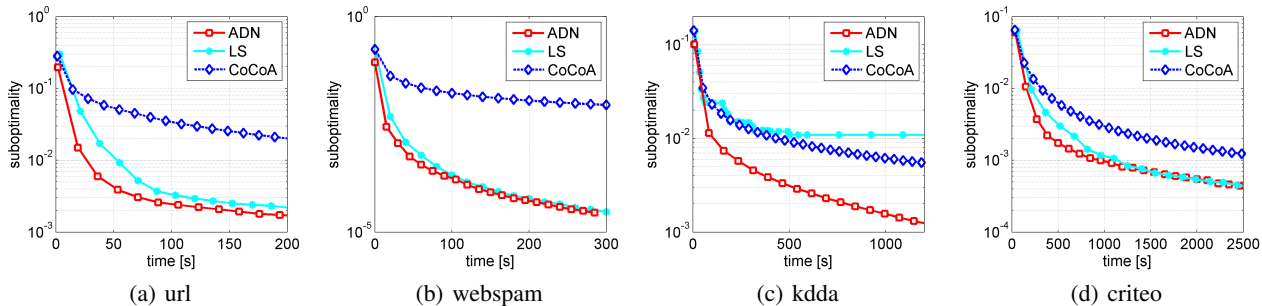 10^0
10^-1
10^-2
10^-3
suboptimality
0 50 100 150 200
time [s]
ADN
LS
CoCoA
(a) url
10^0
10^-5
suboptimality
0 100 200 300
time [s]
ADN
LS
CoCoA
(b) webspam
10^-1
10^-2
10^-3
suboptimality
0 500 1000
time [s]
ADN
LS
CoCoA
(c) kdda
10^-1
10^-2
10^-3
10^-4
suboptimality
0 500 1000 1500 2000 2500
time [s]
ADN
LS
CoCoA
(d) criteo